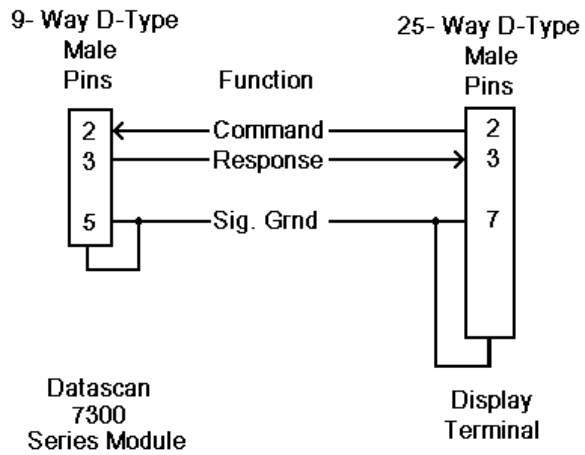 9- Way D-Type
Male
Pins
Function
25- Way D-Type
Male
Pins
2
Command
2
3
Response
3
5
Sig. Grnd
7
Datascan
7300
Series Module
Display
Terminal